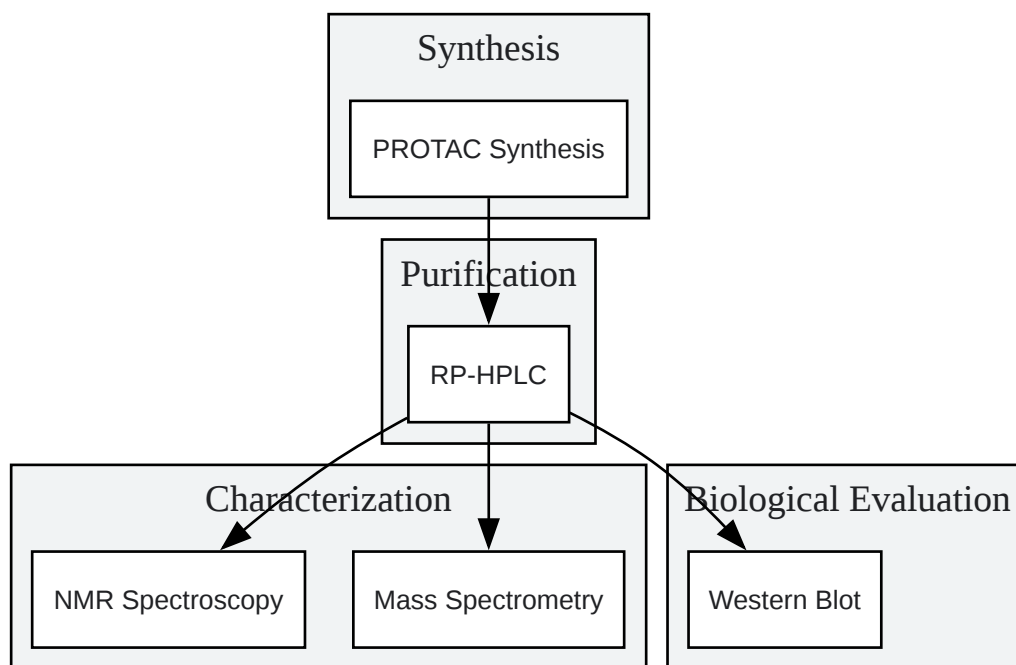 Synthesis
PROTAC Synthesis
Purification
RP-HPLC
Characterization
Biological Evaluation
NMR Spectroscopy
Mass Spectrometry
Western Blot